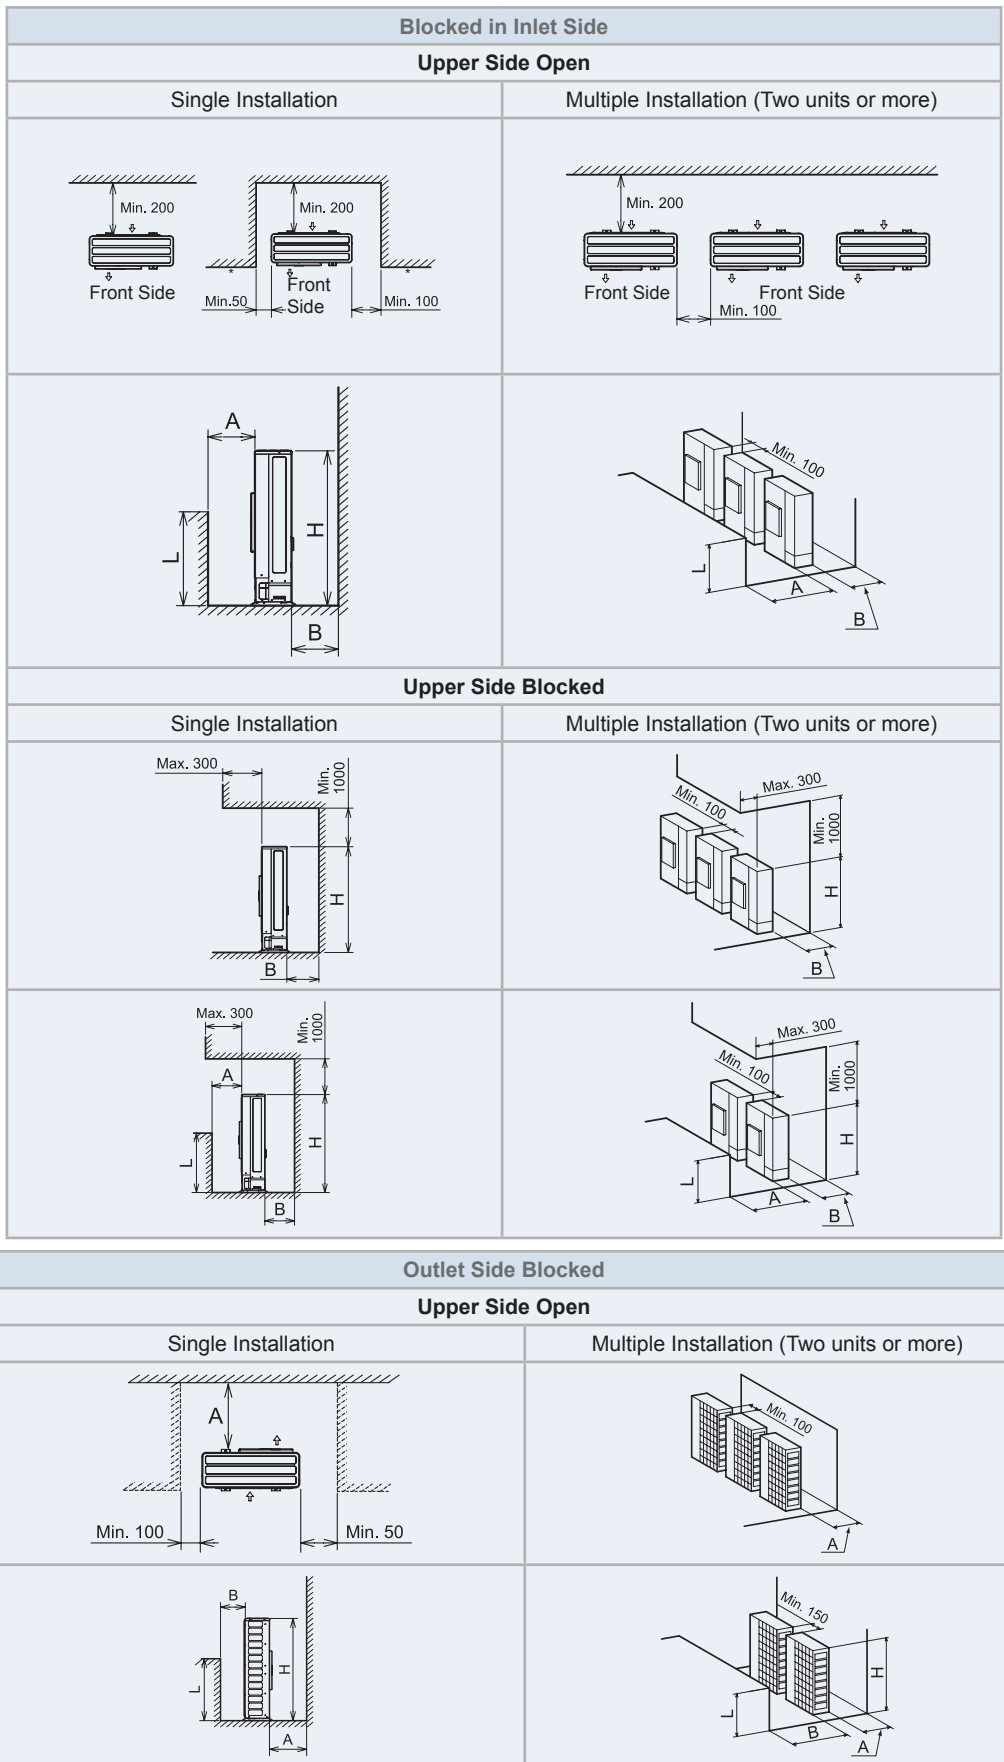 Blocked in Inlet Side
Upper Side Open
Single Installation
Multiple Installation (Two units or more)
Min. 200
Front Side
Min. 200
*
*
Min.50
Front
Side
Min. 100
Min. 200
Front Side
Front Side
Min. 100
A
H
L
B
Min. 100
L
A
B
Upper Side Blocked
Single Installation
Multiple Installation (Two units or more)
Max. 300
Min.
1000
H
B
Max. 300
Min. 100
Min.
1000
H
B
Max. 300
Min.
1000
A
H
L
B
Max. 300
Min. 100
Min.
1000
H
L
A
B
Outlet Side Blocked
Upper Side Open
Single Installation
Multiple Installation (Two units or more)
A
Min. 100
Min. 50
Min. 100
A
B
H
L
A
Min. 150
H
L
B
A